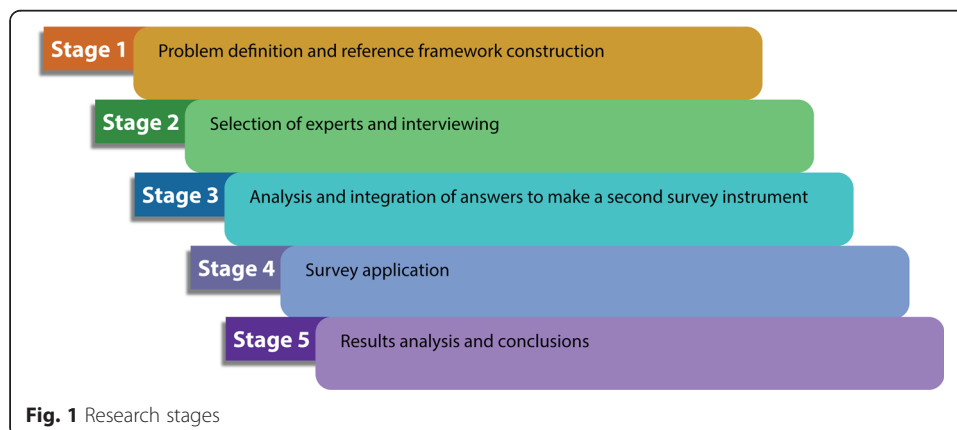 Stage 1 Problem definition and reference framework construction
Stage 2 Selection of experts and interviewing
Stage 3 Analysis and integration of answers to make a second survey instrument
Stage 4 Survey application
Stage 5 Results analysis and conclusions
Fig. 1 Research stages